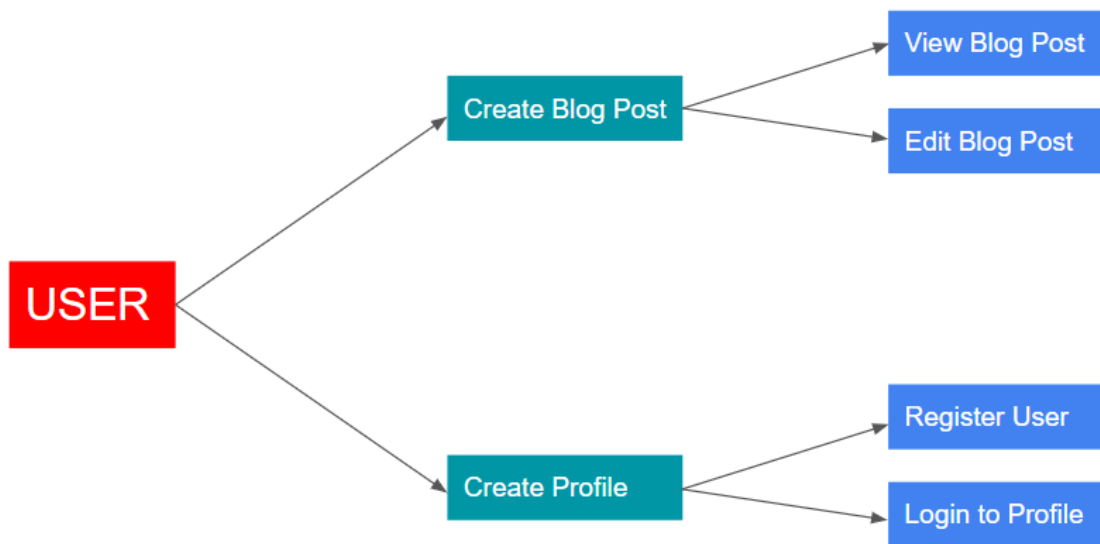 View Blog Post
Create Blog Post
Edit Blog Post
USER
Register User
Create Profile
Login to Profile